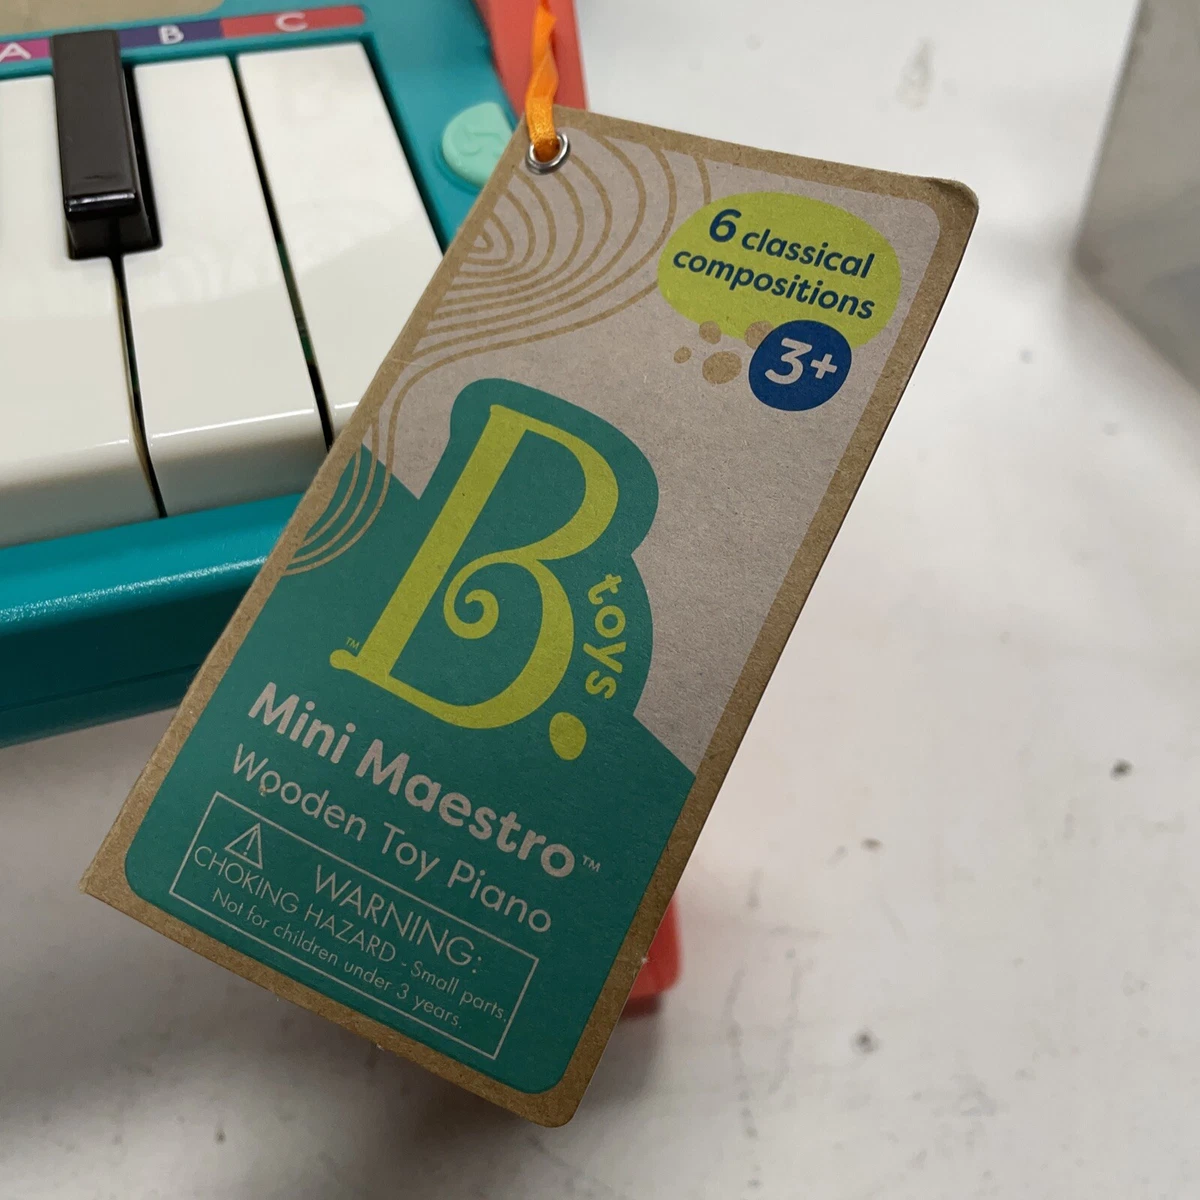 A B C
6 classical
compositions
3+
B.
toys
TM
Mini Maestro™
Wooden Toy Piano
WARNING:
CHOKING HAZARD - Small parts.
Not for children under 3 years.